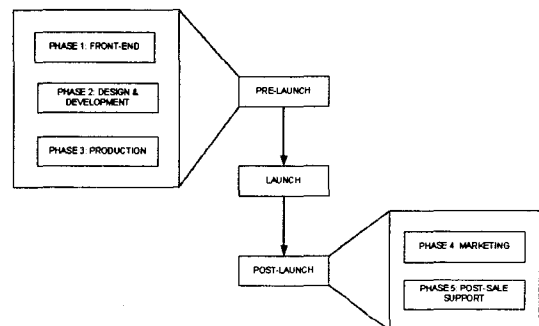 PHASE 1: FRONT-END
PHASE 2: DESIGN &
DEVELOPMENT
PHASE 3: PRODUCTION
PRE-LAUNCH
LAUNCH
POST-LAUNCH
PHASE 4: MARKETING
PHASE 5: POST-SALE
SUPPORT